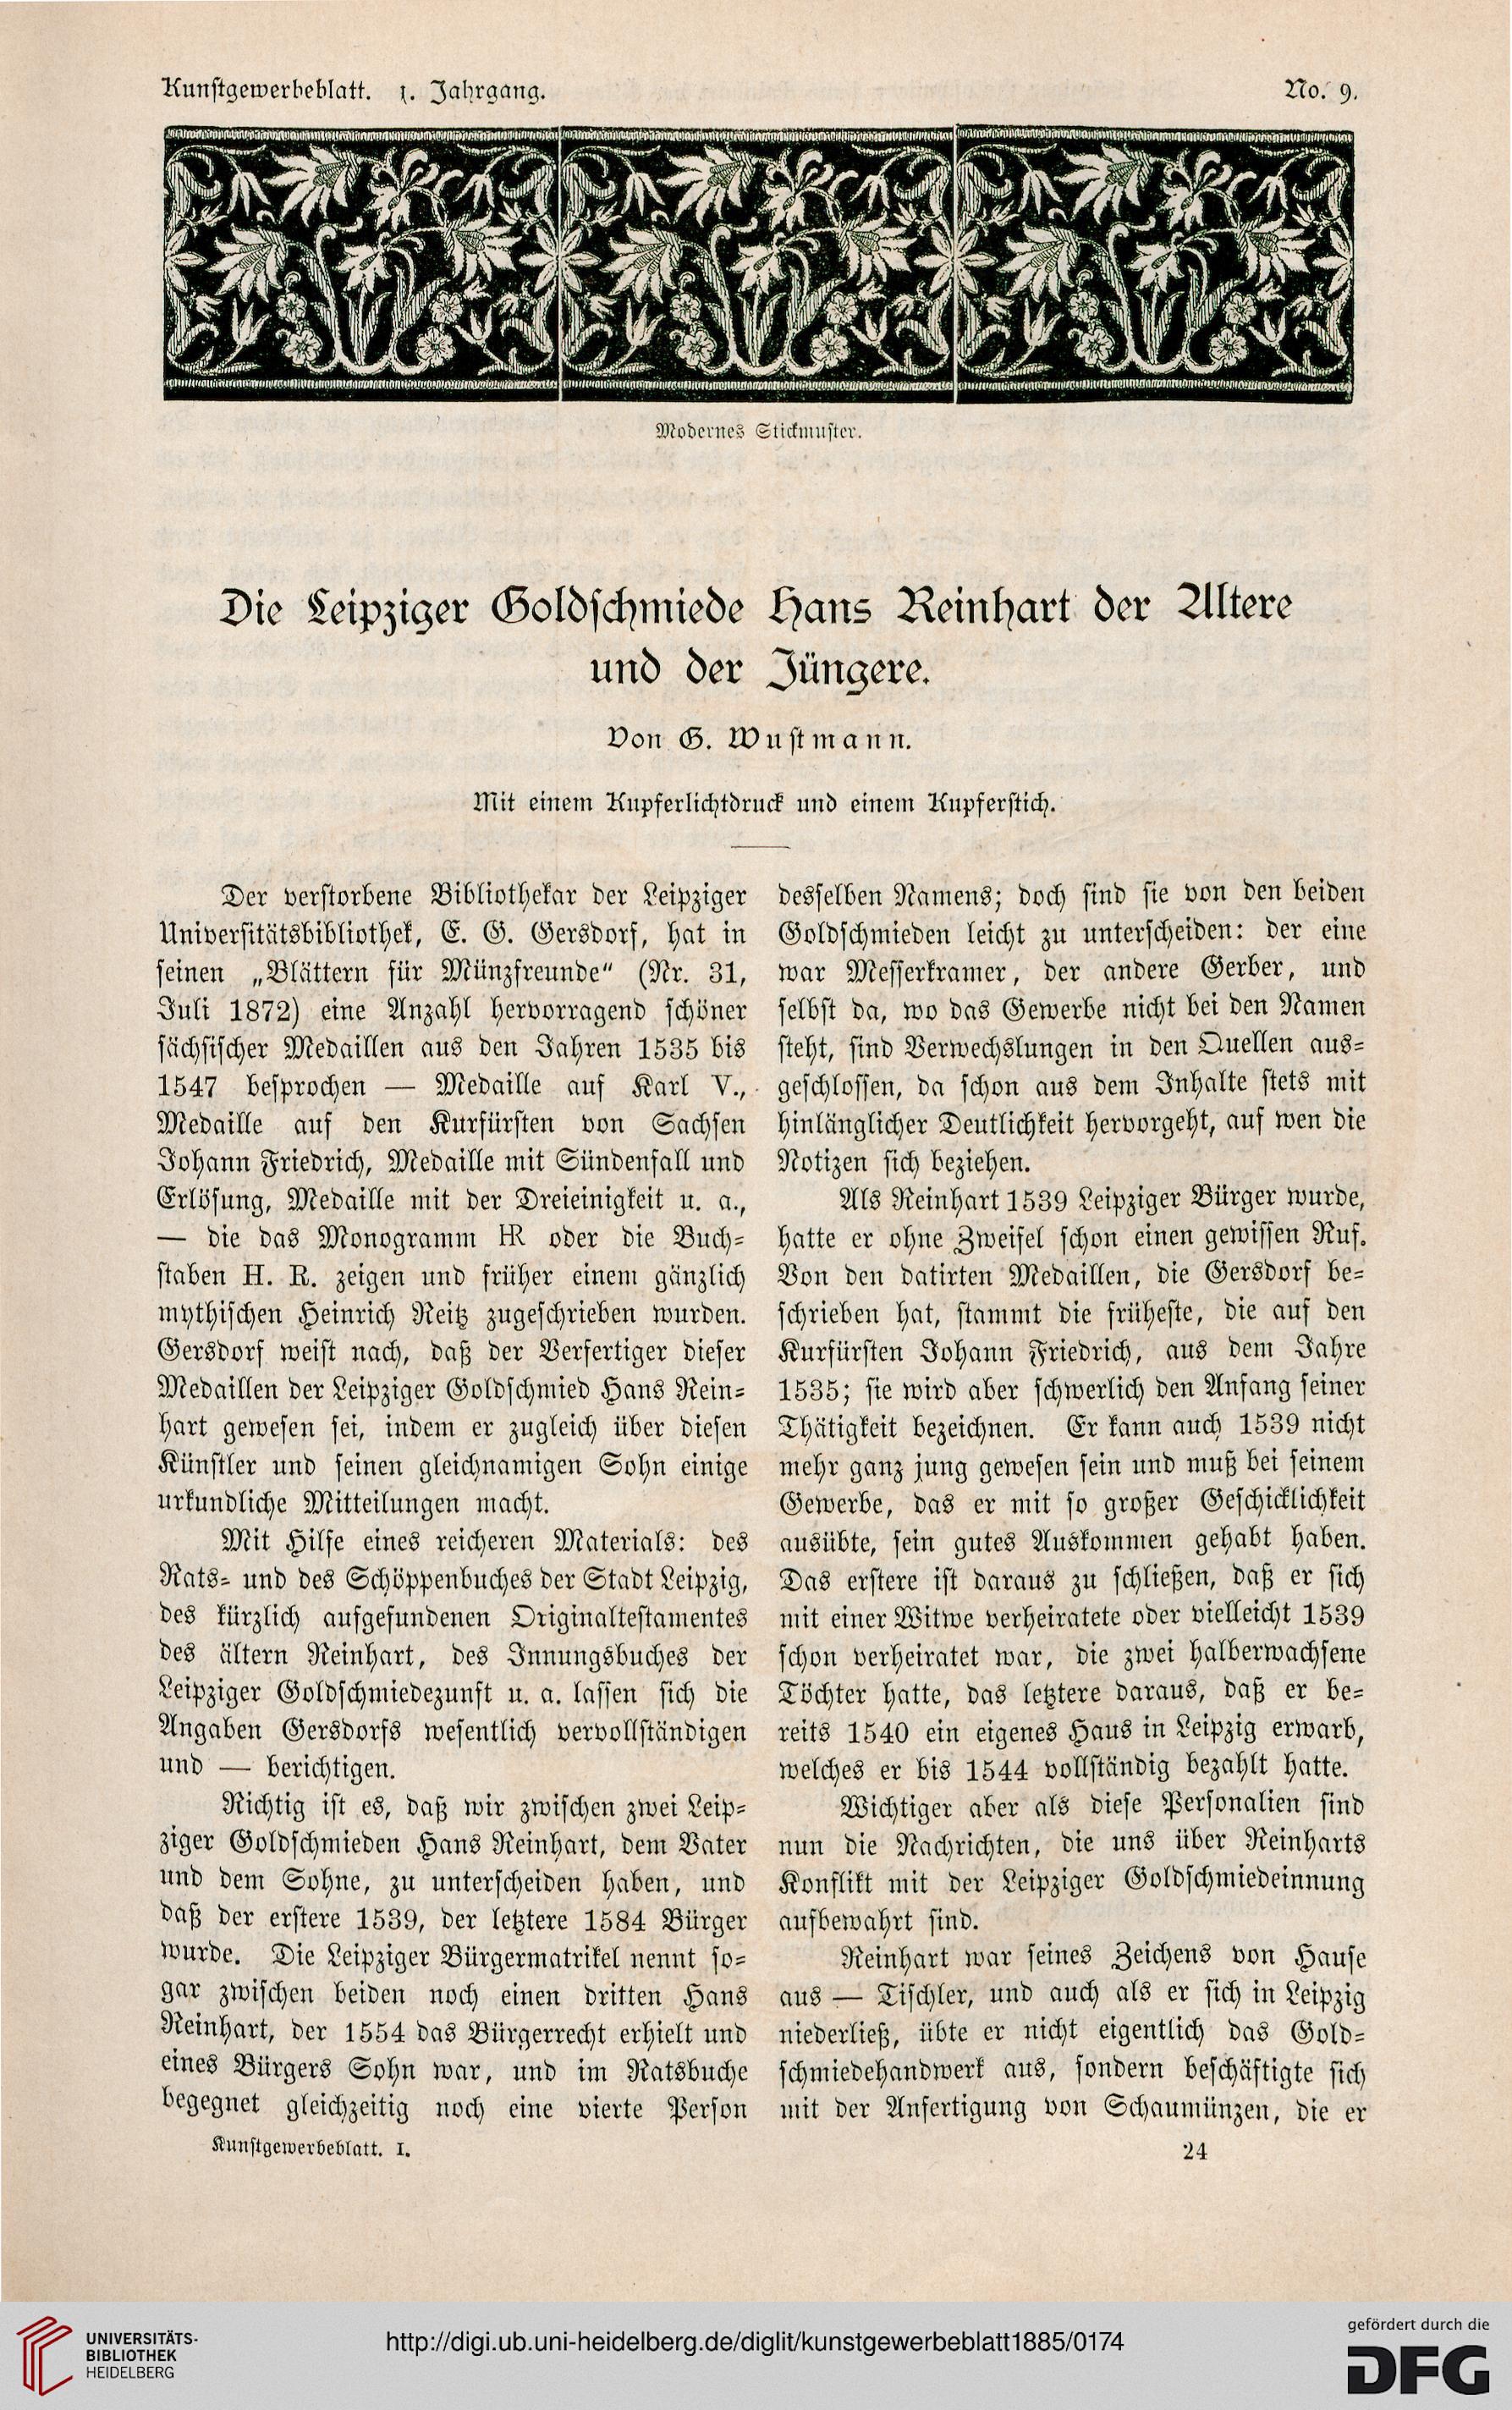 Kunstgewerbeblatt. 1. Jahrgang.
No. 9.
Modernes Stickmuster.
Die Leipziger Goldschmiede Hans Reinhart der Ältere
und der Jüngere.
Von G. Wustmann.
Mit einem Kupferlichtdruck und einem Kupferstich.
Der verstorbene Bibliothekar der Leipziger
Universitätsbibliothek, E. G. Gersdorf, hat in
seinen „Blättern für Münzfreunde“ (Nr. 31,
Juli 1872) eine Anzahl hervorragend schöner
sächsischer Medaillen aus den Jahren 1535 bis
1547 besprochen — Medaille auf Karl V.,
Medaille auf den Kurfürsten von Sachsen
Johann Friedrich, Medaille mit Sündenfall und
Erlösung, Medaille mit der Dreieinigkeit u. a.,
— die das Monogramm HR oder die Buch-
staben H. R. zeigen und früher einem gänzlich
mythischen Heinrich Reitz zugeschrieben wurden.
Gersdorf weist nach, daß der Verfertiger dieser
Medaillen der Leipziger Goldschmied Hans Rein-
hart gewesen sei, indem er zugleich über diesen
Künstler und seinen gleichnamigen Sohn einige
urkundliche Mitteilungen macht.
Mit Hilfe eines reicheren Materials: des
Rats- und des Schöppenbuches der Stadt Leipzig,
des kürzlich aufgefundenen Originaltestamentes
des ältern Reinhart, des Innungsbuches der
Leipziger Goldschmiedezunft u. a. lassen sich die
Angaben Gersdorfs wesentlich vervollständigen
und — berichtigen.
Richtig ist es, daß wir zwischen zwei Leip-
ziger Goldschmieden Hans Reinhart, dem Vater
und dem Sohne, zu unterscheiden haben, und
daß der erstere 1539, der letztere 1584 Bürger
wurde. Die Leipziger Bürgermatrikel nennt so-
gar zwischen beiden noch einen dritten Hans
Reinhart, der 1554 das Bürgerrecht erhielt und
eines Bürgers Sohn war, und im Ratsbuche
begegnet gleichzeitig noch eine vierte Person
desselben Namens; doch sind sie von den beiden
Goldschmieden leicht zu unterscheiden: der eine
war Messerkramer, der andere Gerber, und
selbst da, wo das Gewerbe nicht bei den Namen
steht, sind Verwechslungen in den Quellen aus-
geschlossen, da schon aus dem Inhalte stets mit
hinlänglicher Deutlichkeit hervorgeht, auf wen die
Notizen sich beziehen.
Als Reinhart 1539 Leipziger Bürger wurde,
hatte er ohne Zweifel schon einen gewissen Ruf.
Von den datirten Medaillen, die Gersdorf be-
schrieben hat, stammt die früheste, die auf den
Kurfürsten Johann Friedrich, aus dem Jahre
1535; sie wird aber schwerlich den Anfang seiner
Thätigkeit bezeichnen. Er kann auch 1539 nicht
mehr ganz jung gewesen sein und muß bei seinem
Gewerbe, das er mit so großer Geschicklichkeit
ausübte, sein gutes Auskommen gehabt haben.
Das erstere ist daraus zu schließen, daß er sich
mit einer Witwe verheiratete oder vielleicht 1539
schon verheiratet war, die zwei halberwachsene
Töchter hatte, das letztere daraus, daß er be-
reits 1540 ein eigenes Haus in Leipzig erwarb,
welches er bis 1544 vollständig bezahlt hatte.
Wichtiger aber als diese Personalien sind
nun die Nachrichten, die uns über Reinharts
Konflikt mit der Leipziger Goldschmiedeinnung
aufbewahrt sind.
Reinhart war seines Zeichens von Hause
aus — Tischler, und auch als er sich in Leipzig
niederließ, übte er nicht eigentlich das Gold-
schmiedehandwerk aus, sondern beschäftigte sich
mit der Anfertigung von Schaumünzen, die er
Kunstgewerbeblatt. I.
24
UNIVERSITÄTS-
BIBLIOTHEK
HEIDELBERG
http://digi.ub.uni-heidelberg.de/diglit/kunstgewerbeblatt1885/0174
gefördert durch die
DFG